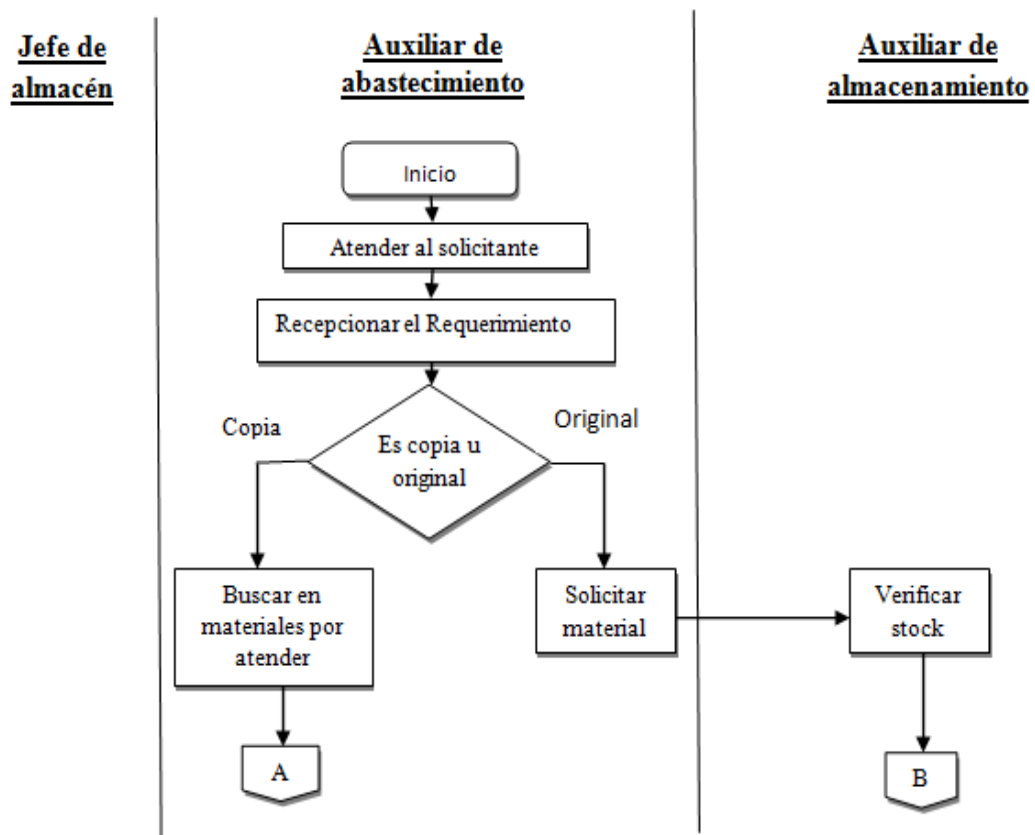 Jefe de
almacén
Auxiliar de
abastecimiento
Auxiliar de
almacenamiento
Inicio
Atender al solicitante
Recepcionar el Requerimiento
Copia
Original
Es copia u
original
Buscar en
materiales por
atender
Solicitar
material
Verificar
stock
A
B